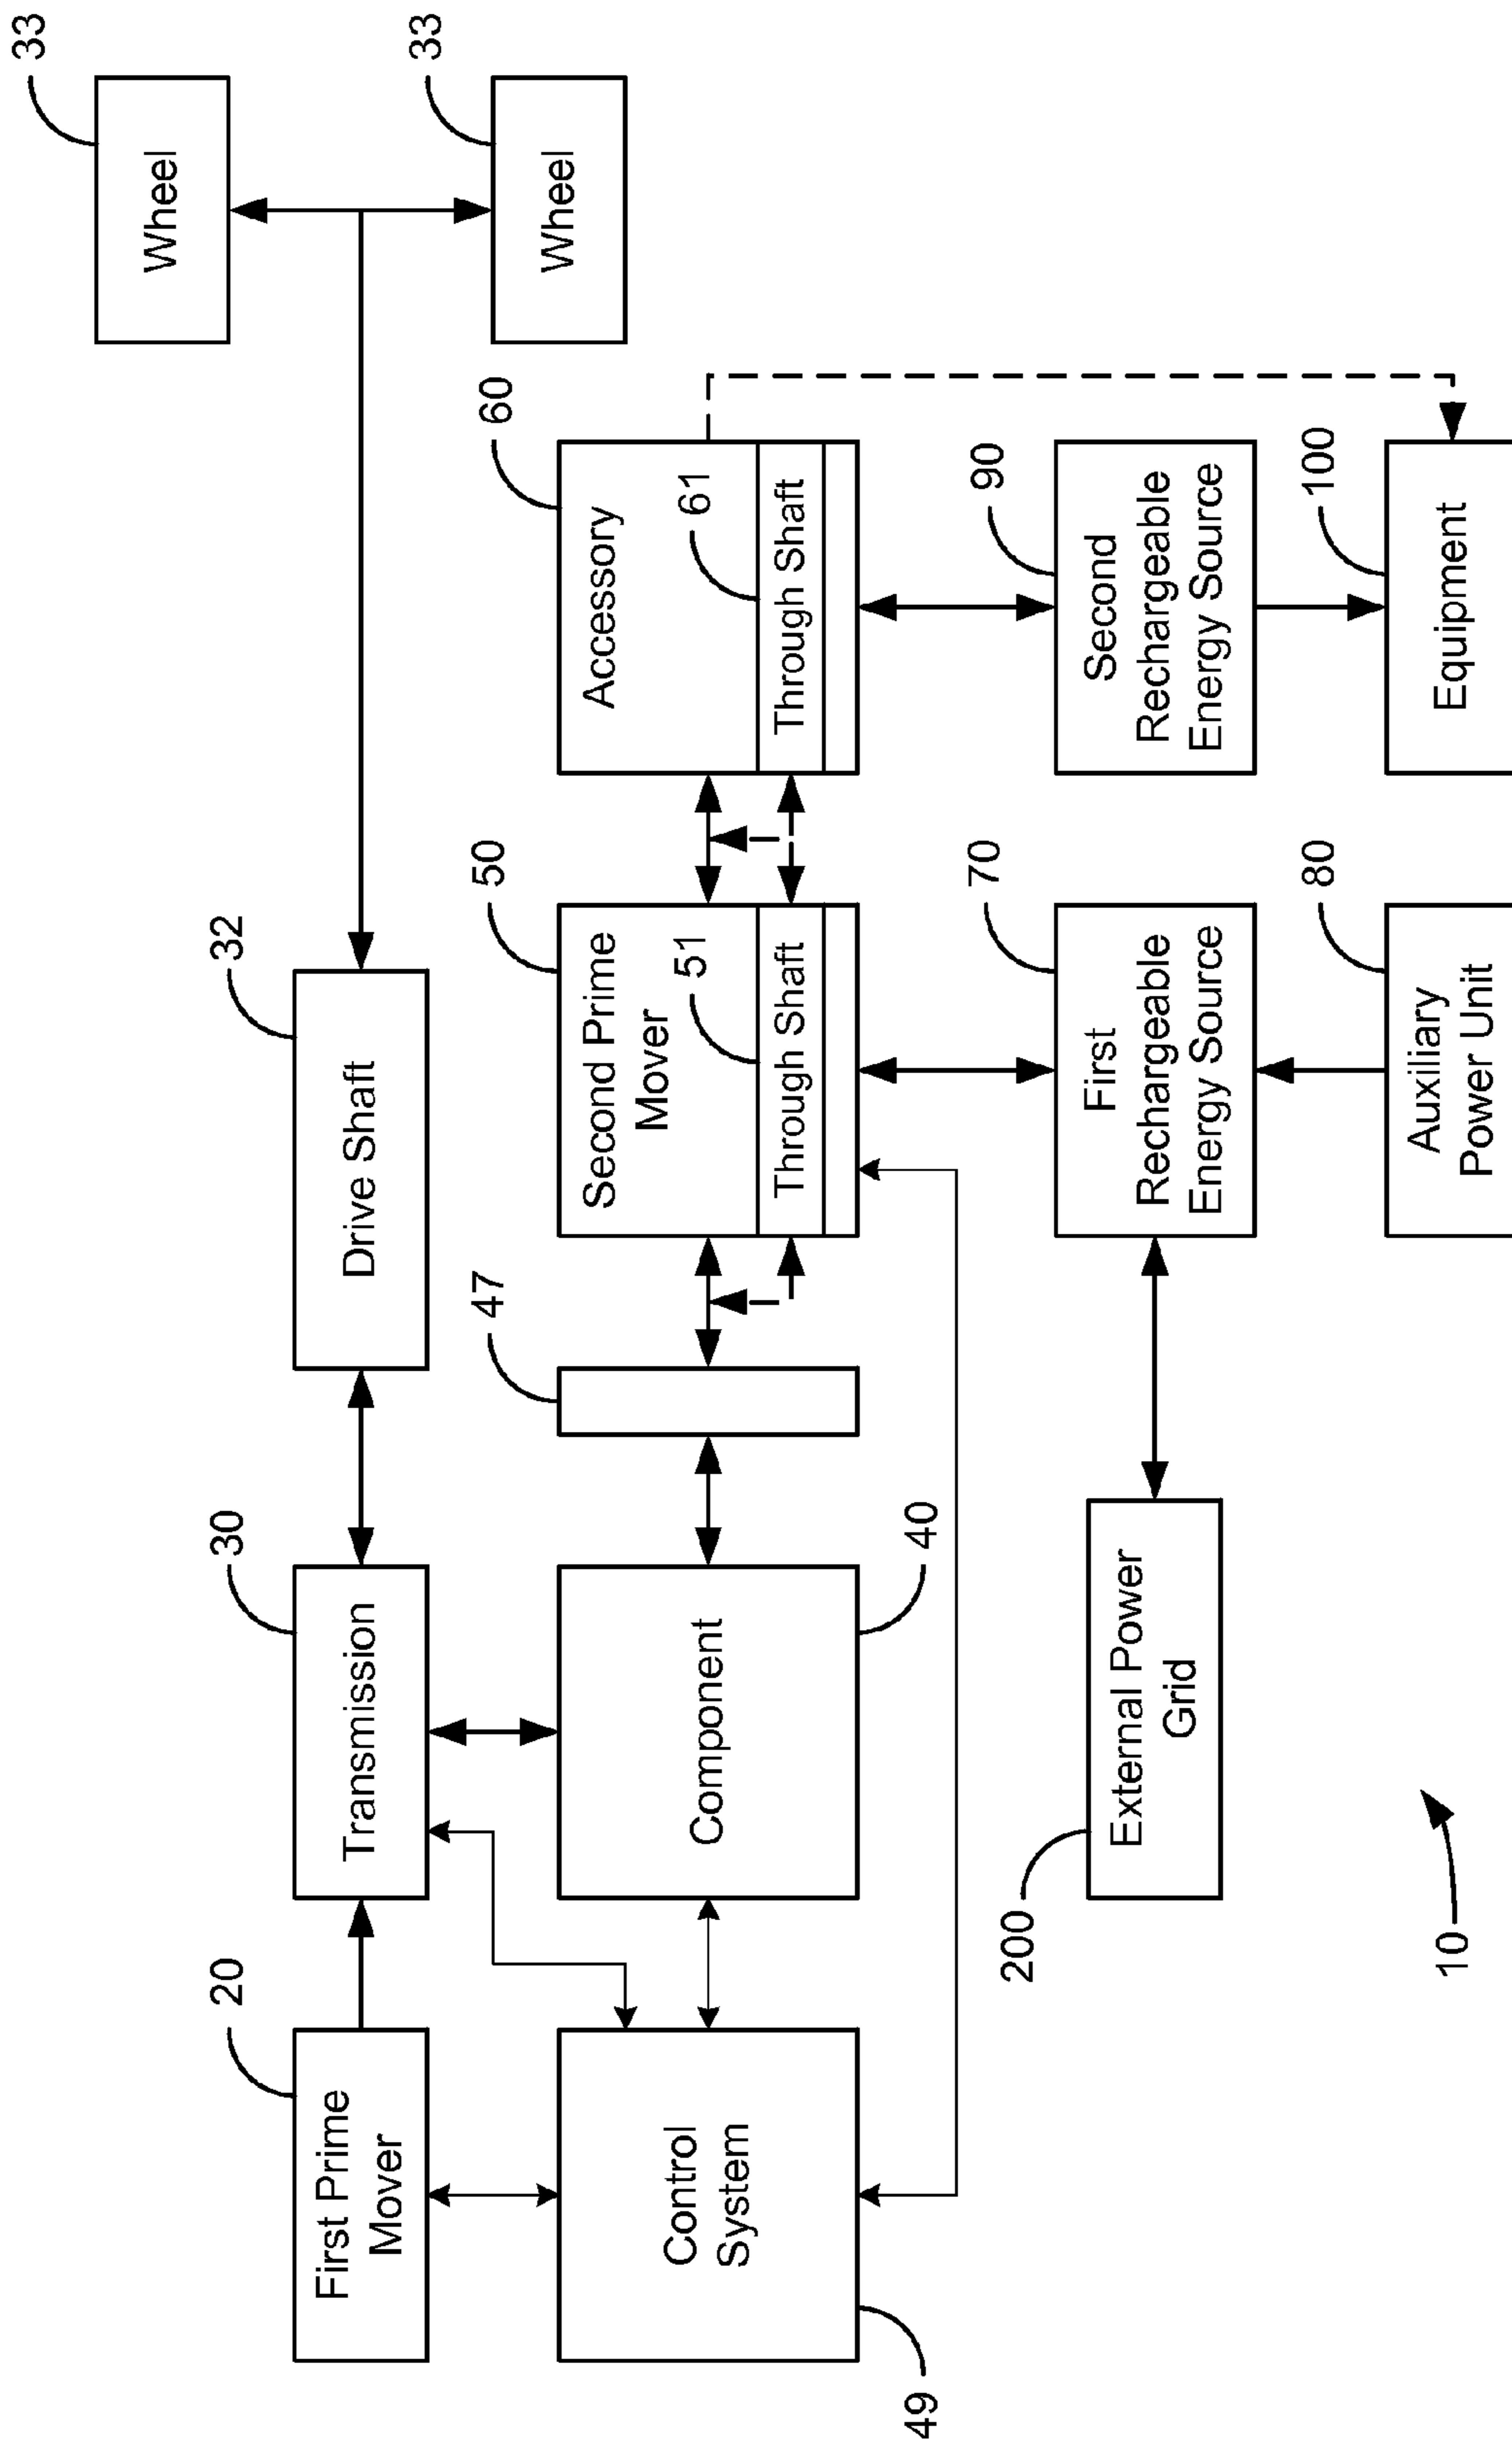 33
Wheel
33
Wheel
20
First Prime
Mover
30
Transmission
32
Drive Shaft
49
Control
System
40
Component
47
50
Second Prime
Mover
51
Through Shaft
60
Accessory
61
Through Shaft
200
External Power
Grid
70
First
Rechargeable
Energy Source
90
Second
Rechargeable
Energy Source
80
Auxiliary
Power Unit
100
Equipment
10